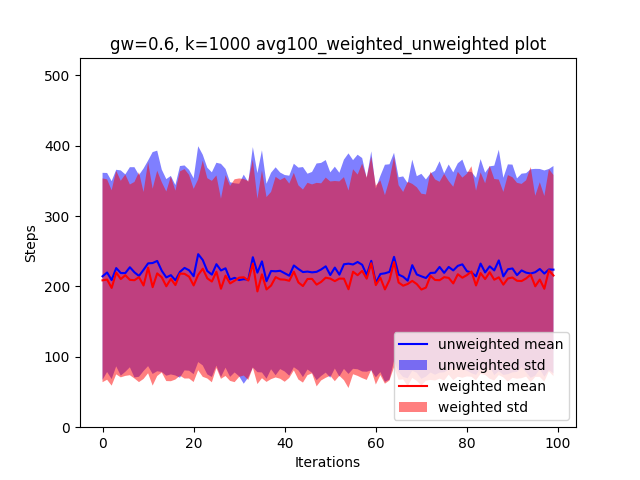 gw=0.6, k=1000 avg100_weighted_unweighted plot
500
400
300
200
100
0
Steps
0
20
40
60
80
100
Iterations
unweighted mean
unweighted std
weighted mean
weighted std